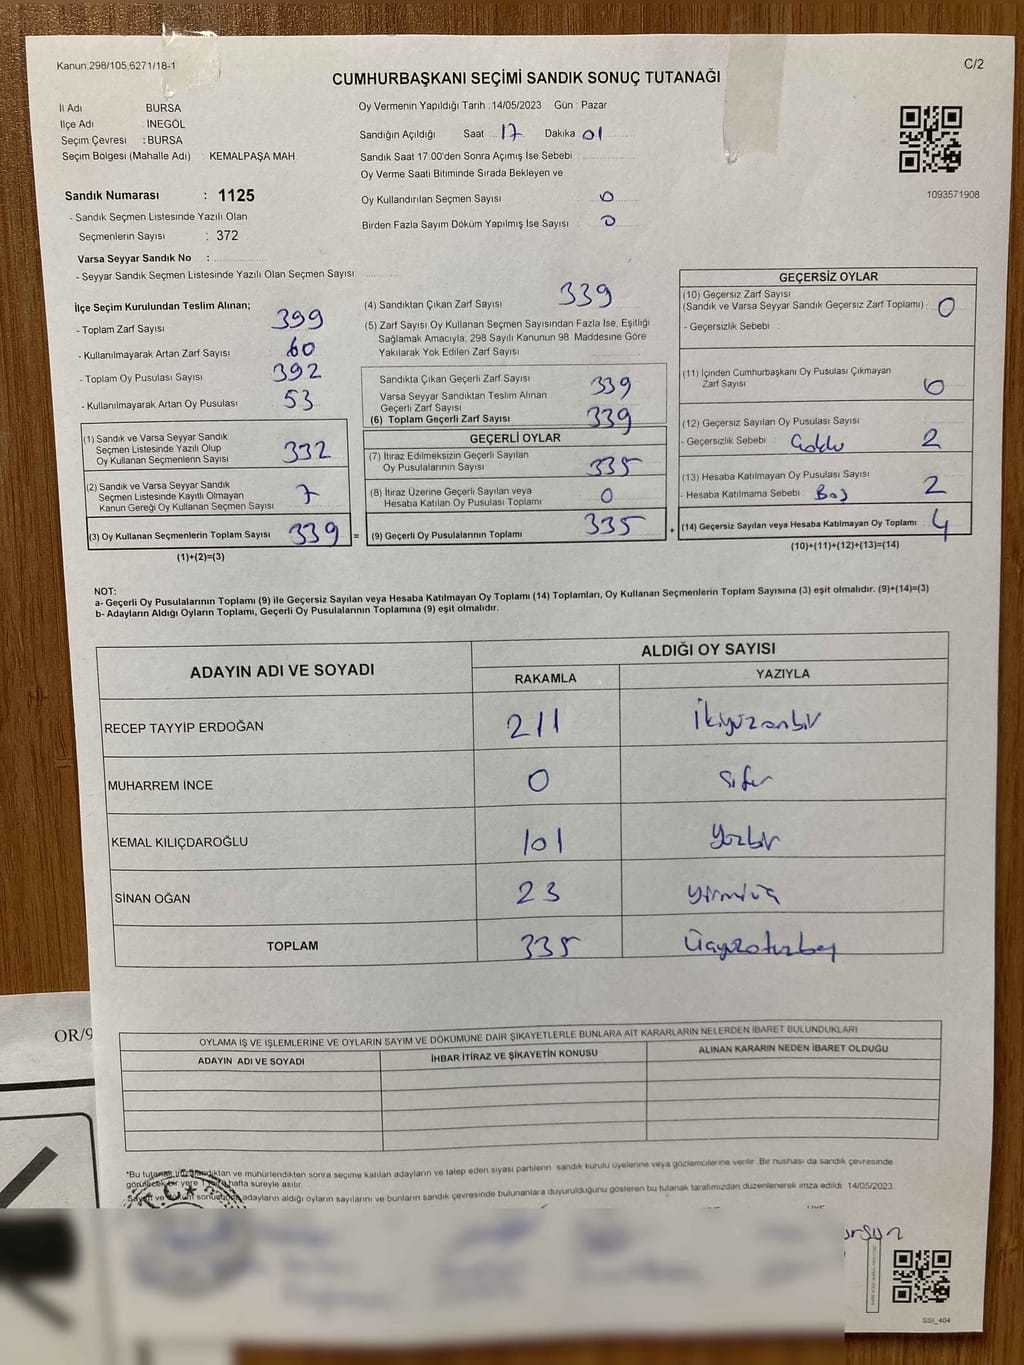 Kanun;298/105;6271/18-1
C/2
CUMHURBAŞKANI SEÇİMİ SANDIK SONUÇ TUTANAĞI
İl Adı BURSA
İlçe Adı İNEGÖL
Seçim Çevresi : BURSA
Seçim Bölgesi (Mahalle Adı) : KEMALPAŞA MAH
Oy Vermenin Yapıldığı Tarih :14/05/2023 Gün : Pazar
Sandığın Açıldığı Saat 17 Dakika 01
Sandık Saat 17:00'den Sonra Açımış İse Sebebi :
Oy Verme Saati Bitiminde Sırada Bekleyen ve
Oy Kullandırılan Seçmen Sayısı : 0
Birden Fazla Sayım Döküm Yapılmış İse Sayısı : 0
1093571908
Sandık Numarası : 1125
- Sandık Seçmen Listesinde Yazılı Olan
Seçmenlerin Sayısı : 372
Varsa Seyyar Sandık No :
- Seyyar Sandık Seçmen Listesinde Yazılı Olan Seçmen Sayısı
İlçe Seçim Kurulundan Teslim Alınan;
- Toplam Zarf Sayısı 399
- Kullanılmayarak Artan Zarf Sayısı 60
- Toplam Oy Pusulası Sayısı 392
- Kullanılmayarak Artan Oy Pusulası 53
(1) Sandık ve Varsa Seyyar Sandık
Seçmen Listesinde Yazılı Olup
Oy Kullanan Seçmenlerin Sayısı 332
(2) Sandık ve Varsa Seyyar Sandık
Seçmen Listesinde Kayıtlı Olmayan
Kanun Gereği Oy Kullanan Seçmen Sayısı 7
(3) Oy Kullanan Seçmenlerin Toplam Sayısı 339 =
(1)+(2)=(3)
(4) Sandıktan Çıkan Zarf Sayısı 339
(5) Zarf Sayısı Oy Kullanan Seçmen Sayısından Fazla İse, Eşitliği
Sağlamak Amacıyla, 298 Sayılı Kanunun 98. Maddesine Göre
Yakılarak Yok Edilen Zarf Sayısı
Sandıkta Çıkan Geçerli Zarf Sayısı 339
Varsa Seyyar Sandıktan Teslim Alınan
Geçerli Zarf Sayısı
(6) Toplam Geçerli Zarf Sayısı 339
GEÇERLİ OYLAR
(7) İtiraz Edilmeksizin Geçerli Sayılan
Oy Pusulalarının Sayısı 335
(8) İtiraz Üzerine Geçerli Sayılan veya
Hesaba Katılan Oy Pusulası Toplamı 0
(9) Geçerli Oy Pusulalarının Toplamı 335 +
GEÇERSİZ OYLAR
(10) Geçersiz Zarf Sayısı
(Sandık ve Varsa Seyyar Sandık Geçersiz Zarf Toplamı) : 0
- Geçersizlik Sebebi :
(11) İçinden Cumhurbaşkanı Oy Pusulası Çıkmayan
Zarf Sayısı 0
(12) Geçersiz Sayılan Oy Pusulası Sayısı
- Geçersizlik Sebebi : 2
(13) Hesaba Katılmayan Oy Pusulası Sayısı
- Hesaba Katılmama Sebebi : Boş 2
(14) Geçersiz Sayılan veya Hesaba Katılmayan Oy Toplamı : 4
(10)+(11)+(12)+(13)=(14)
NOT:
a- Geçerli Oy Pusulalarının Toplamı (9) ile Geçersiz Sayılan veya Hesaba Katılmayan Oy Toplamı (14) Toplamları, Oy Kullanan Seçmenlerin Toplam Sayısına (3) eşit olmalıdır. (9)+(14)=(3)
b- Adayların Aldığı Oyların Toplamı, Geçerli Oy Pusulalarının Toplamına (9) eşit olmalıdır.
ADAYIN ADI VE SOYADI
ALDIĞI OY SAYISI
RAKAMLA YAZIYLA
RECEP TAYYİP ERDOĞAN 211 ikiyüzonbir
MUHARREM İNCE 0 sıfır
KEMAL KILIÇDAROĞLU 101 yüzbir
SİNAN OĞAN 23 yirmiüç
TOPLAM 335 üçyüzotuzbeş
OYLAMA İŞ VE İŞLEMLERİNE VE OYLARIN SAYIM VE DÖKÜMÜNE DAİR ŞİKAYETLERLE BUNLARA AİT KARARLARIN NELERDEN İBARET BULUNDUKLARI
ADAYIN ADI VE SOYADI İHBAR İTİRAZ VE ŞİKAYETİN KONUSU ALINAN KARARIN NEDEN İBARET OLDUĞU
OR/9
*Bu tutanak imzalandıktan ve mühürlendikten sonra seçime katılan adayların ve talep eden siyasi partilerin sandık kurulu üyelerine veya gözlemcilerine verilir. Bir nushası da sandık çevresinde
görülecek bir yere 1 hafta süreyle asılır.
Sayım ve döküm sonucunda adayların aldığı oyların sayılarını ve bunların sandık çevresinde bulunanlara duyurulduğunu gösteren bu tutanak tarafımızdan düzenlenerek imza edildi. 14/05/2023
SSI_404